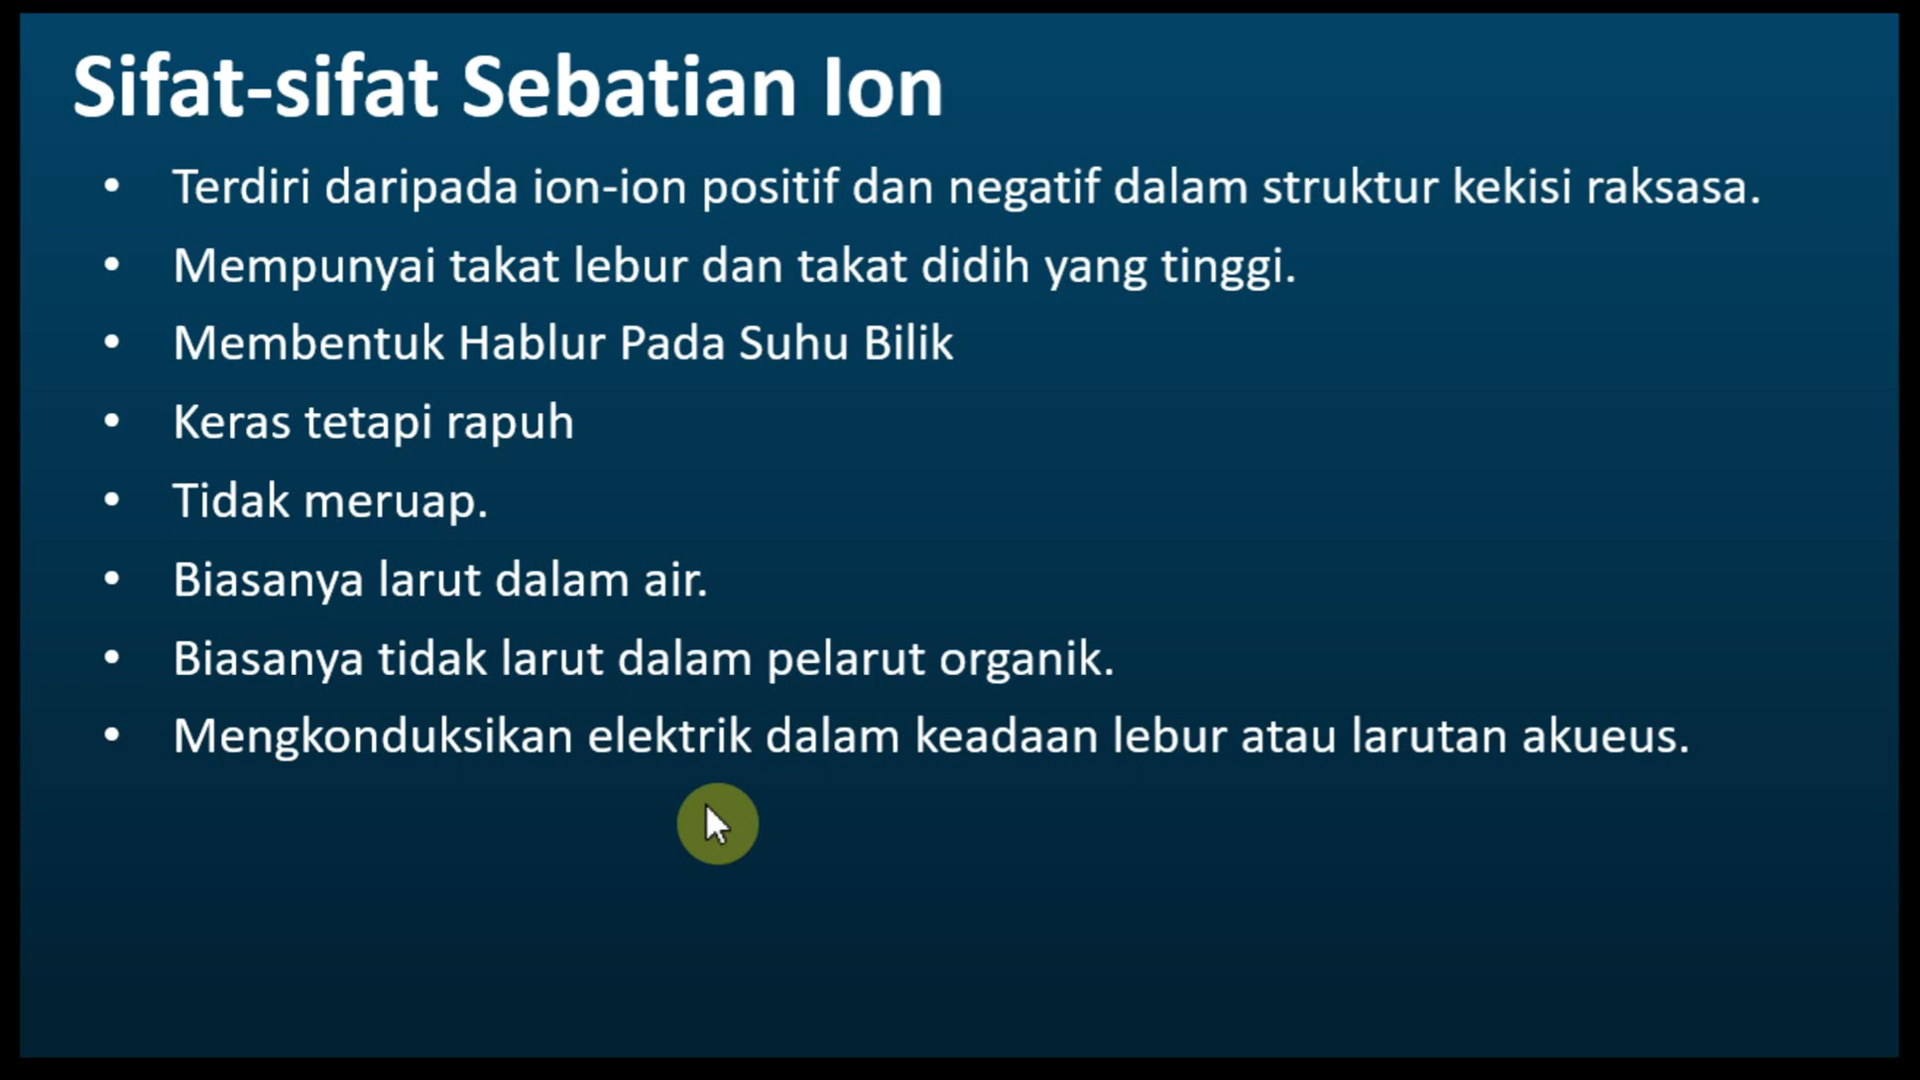 Sifat-sifat Sebatian Ion
• Terdiri daripada ion-ion positif dan negatif dalam struktur kekisi raksasa.
• Mempunyai takat lebur dan takat didih yang tinggi.
• Membentuk Hablur Pada Suhu Bilik
• Keras tetapi rapuh
• Tidak meruap.
• Biasanya larut dalam air.
• Biasanya tidak larut dalam pelarut organik.
• Mengkonduksikan elektrik dalam keadaan lebur atau larutan akueus.